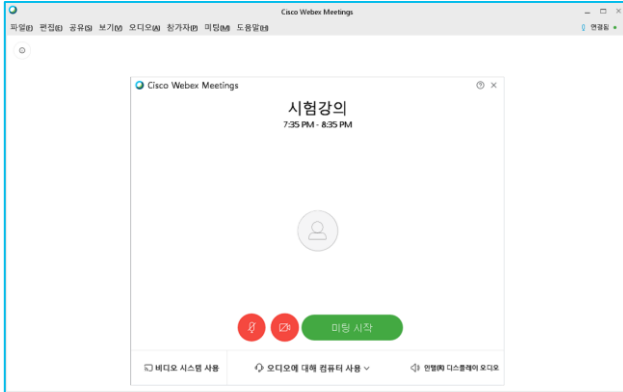 Cisco Webex Meetings
파일(F) 편집(E) 공유(S) 보기(V) 오디오(A) 참가자(P) 미팅(M) 도움말(H) 연결됨
Cisco Webex Meetings
시험강의
7:35 PM - 8:35 PM
미팅 시작
비디오 시스템 사용 오디오에 대해 컴퓨터 사용 인텔(R) 디스플레이 오디오